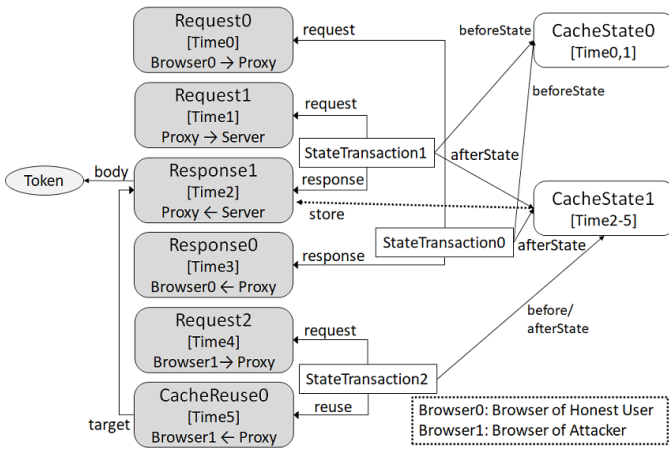 Request0
[Time0]
Browser0 → Proxy
request
beforeState
CacheState0
[Time0,1]
beforeState
Request1
[Time1]
Proxy → Server
request
StateTransaction1
afterState
Token
body
Response1
[Time2]
Proxy ← Server
response
store
CacheState1
[Time2-5]
StateTransaction0
afterState
Response0
[Time3]
Browser0 ← Proxy
response
Request2
[Time4]
Browser1→ Proxy
request
before/
afterState
StateTransaction2
CacheReuse0
[Time5]
Browser1 ← Proxy
reuse
target
Browser0: Browser of Honest User
Browser1: Browser of Attacker